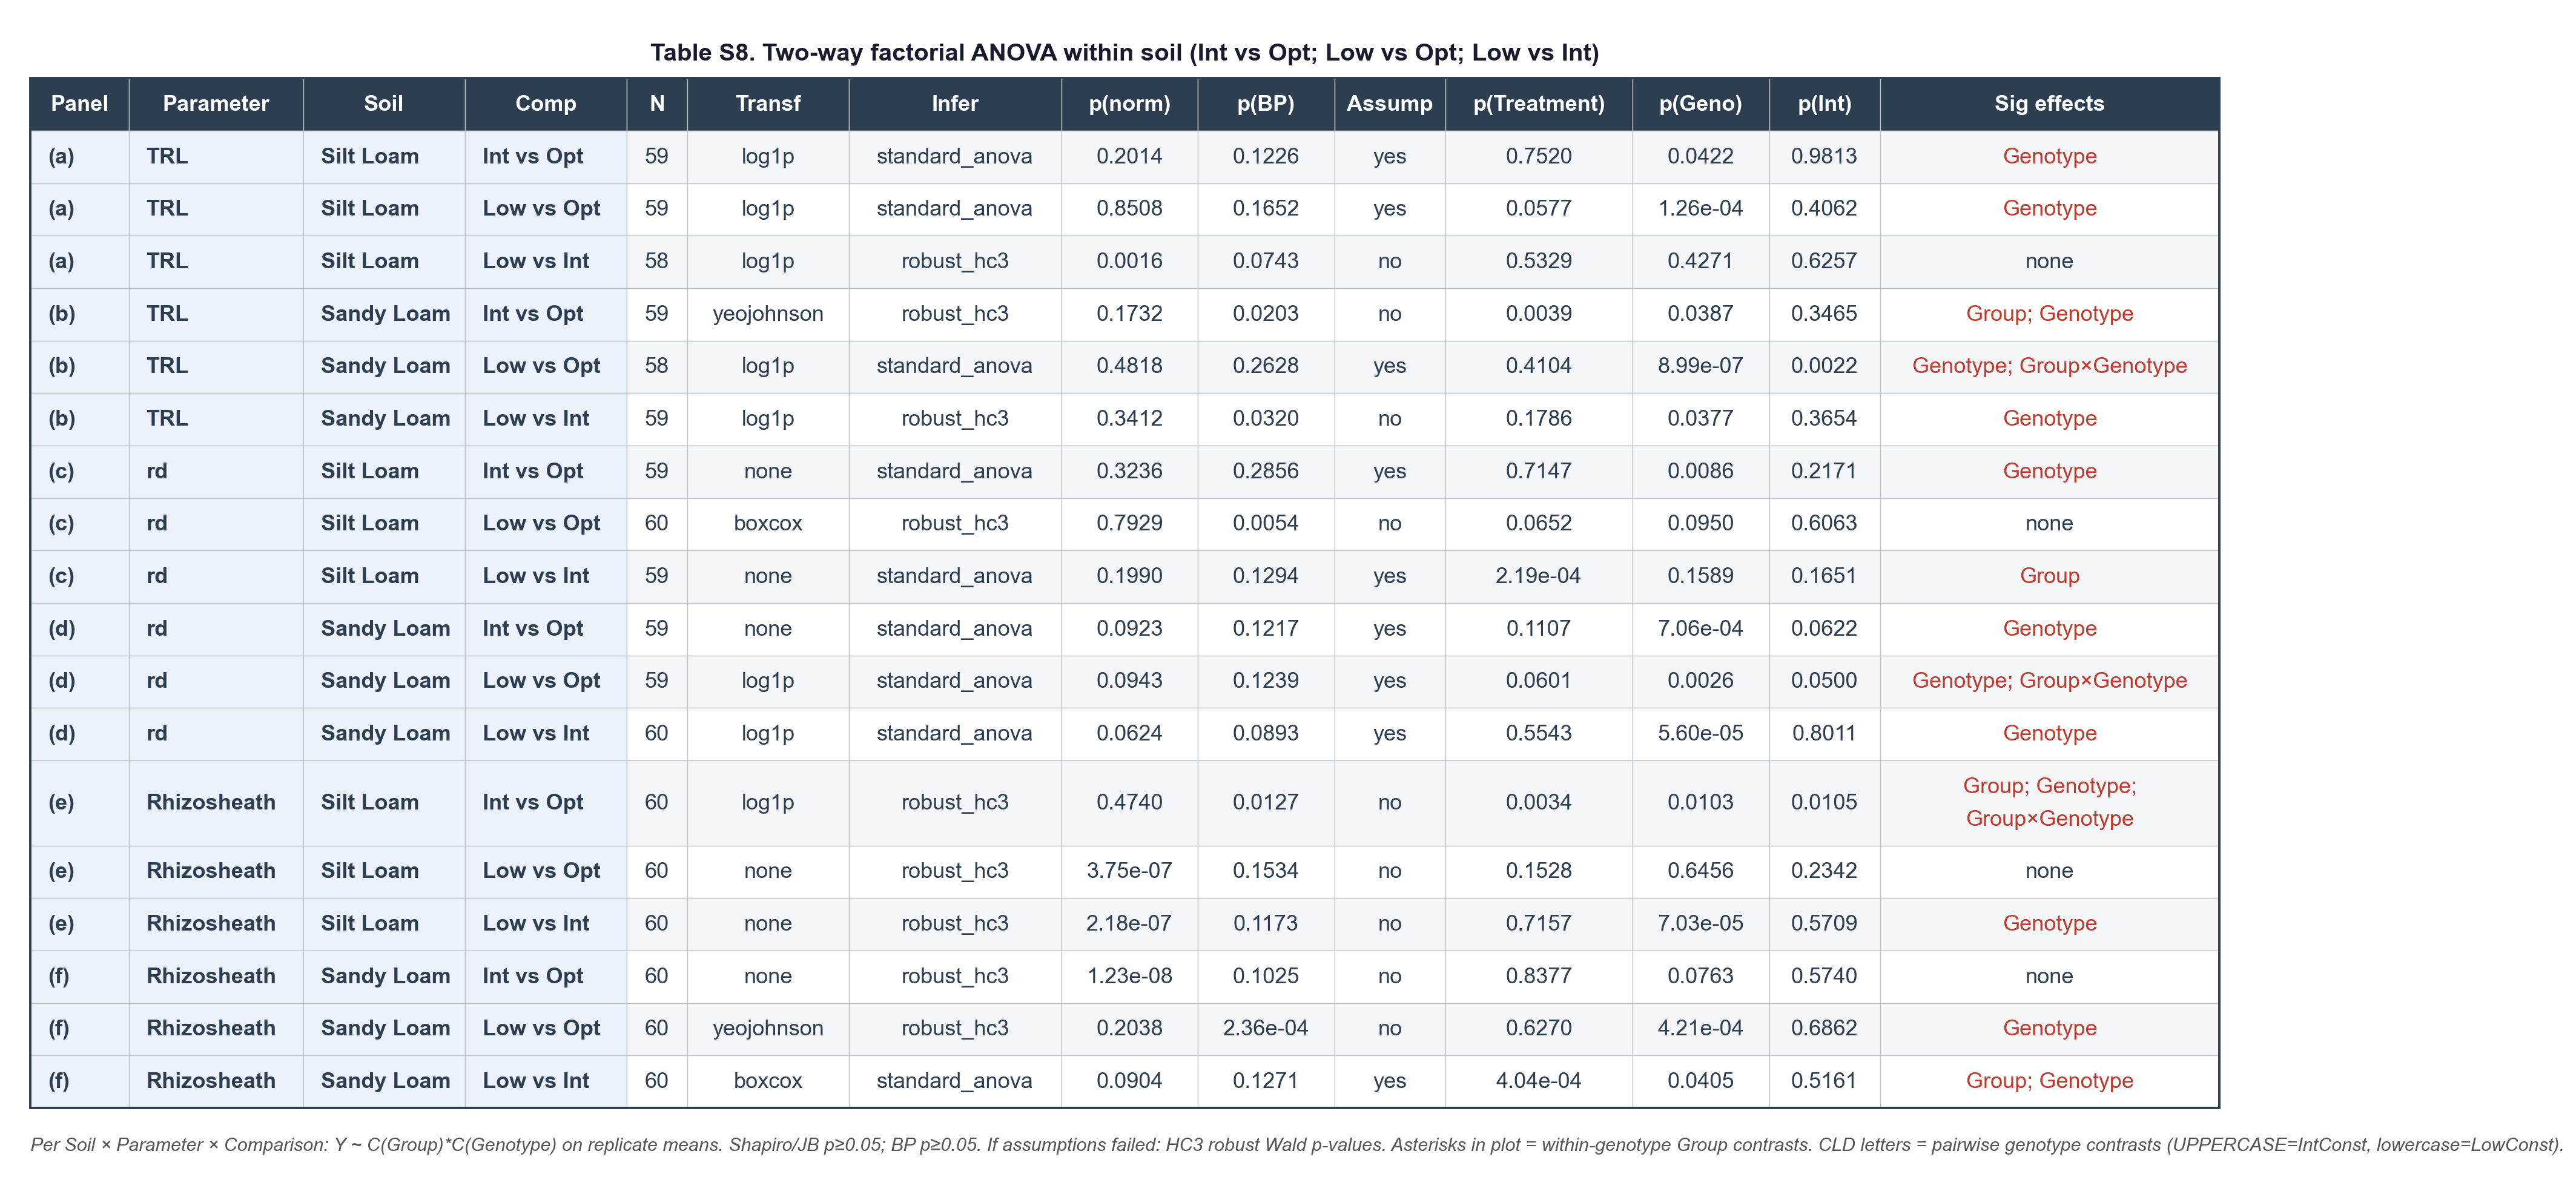 Table S8. Two-way factorial ANOVA within soil (Int vs Opt; Low vs Opt; Low vs Int)
Panel Parameter Soil Comp N Transf Infer p(norm) p(BP) Assump p(Treatment) p(Geno) p(Int) Sig effects
(a) TRL Silt Loam Int vs Opt 59 log1p standard_anova 0.2014 0.1226 yes 0.7520 0.0422 0.9813 Genotype
(a) TRL Silt Loam Low vs Opt 59 log1p standard_anova 0.8508 0.1652 yes 0.0577 1.26e-04 0.4062 Genotype
(a) TRL Silt Loam Low vs Int 58 log1p robust_hc3 0.0016 0.0743 no 0.5329 0.4271 0.6257 none
(b) TRL Sandy Loam Int vs Opt 59 yeojohnson robust_hc3 0.1732 0.0203 no 0.0039 0.0387 0.3465 Group; Genotype
(b) TRL Sandy Loam Low vs Opt 58 log1p standard_anova 0.4818 0.2628 yes 0.4104 8.99e-07 0.0022 Genotype; Group×Genotype
(b) TRL Sandy Loam Low vs Int 59 log1p robust_hc3 0.3412 0.0320 no 0.1786 0.0377 0.3654 Genotype
(c) rd Silt Loam Int vs Opt 59 none standard_anova 0.3236 0.2856 yes 0.7147 0.0086 0.2171 Genotype
(c) rd Silt Loam Low vs Opt 60 boxcox robust_hc3 0.7929 0.0054 no 0.0652 0.0950 0.6063 none
(c) rd Silt Loam Low vs Int 59 none standard_anova 0.1990 0.1294 yes 2.19e-04 0.1589 0.1651 Group
(d) rd Sandy Loam Int vs Opt 59 none standard_anova 0.0923 0.1217 yes 0.1107 7.06e-04 0.0622 Genotype
(d) rd Sandy Loam Low vs Opt 59 log1p standard_anova 0.0943 0.1239 yes 0.0601 0.0026 0.0500 Genotype; Group×Genotype
(d) rd Sandy Loam Low vs Int 60 log1p standard_anova 0.0624 0.0893 yes 0.5543 5.60e-05 0.8011 Genotype
(e) Rhizosheath Silt Loam Int vs Opt 60 log1p robust_hc3 0.4740 0.0127 no 0.0034 0.0103 0.0105 Group; Genotype;
Group×Genotype
(e) Rhizosheath Silt Loam Low vs Opt 60 none robust_hc3 3.75e-07 0.1534 no 0.1528 0.6456 0.2342 none
(e) Rhizosheath Silt Loam Low vs Int 60 none robust_hc3 2.18e-07 0.1173 no 0.7157 7.03e-05 0.5709 Genotype
(f) Rhizosheath Sandy Loam Int vs Opt 60 none robust_hc3 1.23e-08 0.1025 no 0.8377 0.0763 0.5740 none
(f) Rhizosheath Sandy Loam Low vs Opt 60 yeojohnson robust_hc3 0.2038 2.36e-04 no 0.6270 4.21e-04 0.6862 Genotype
(f) Rhizosheath Sandy Loam Low vs Int 60 boxcox standard_anova 0.0904 0.1271 yes 4.04e-04 0.0405 0.5161 Group; Genotype
Per Soil × Parameter × Comparison: Y ~ C(Group)*C(Genotype) on replicate means. Shapiro/JB p≥0.05; BP p≥0.05. If assumptions failed: HC3 robust Wald p-values. Asterisks in plot = within-genotype Group contrasts. CLD letters = pairwise genotype contrasts (UPPERCASE=IntConst, lowercase=LowConst).